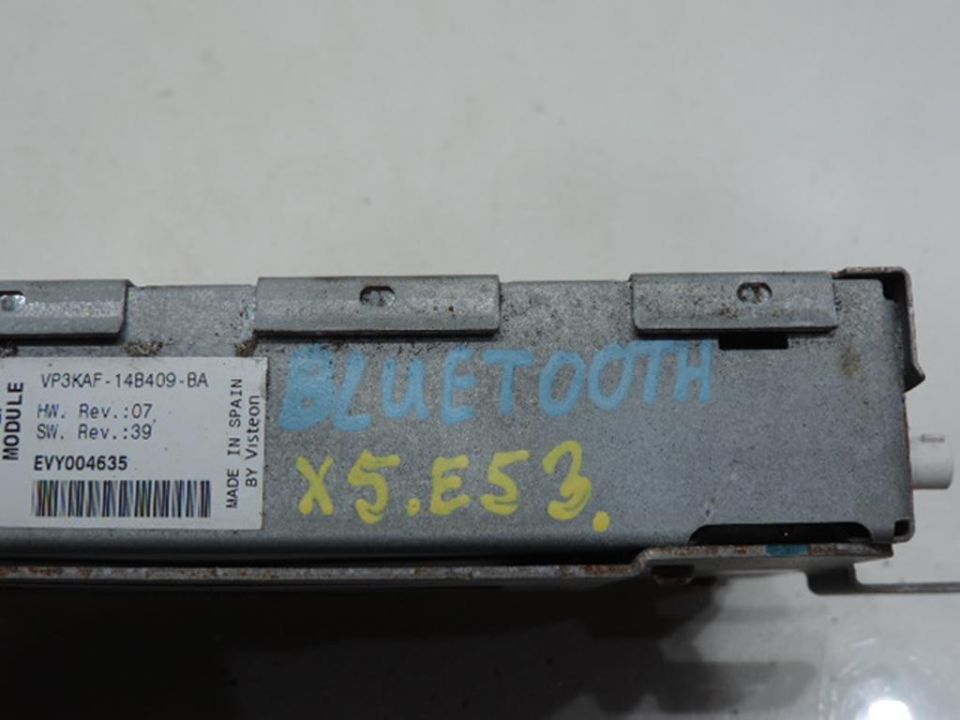 MODULE
VP3KAF-14B409-BA
HW. Rev.:07
SW. Rev.:39
EVY004635
MADE IN SPAIN
BY Visteon
BLUETOOTH
X5.E53.